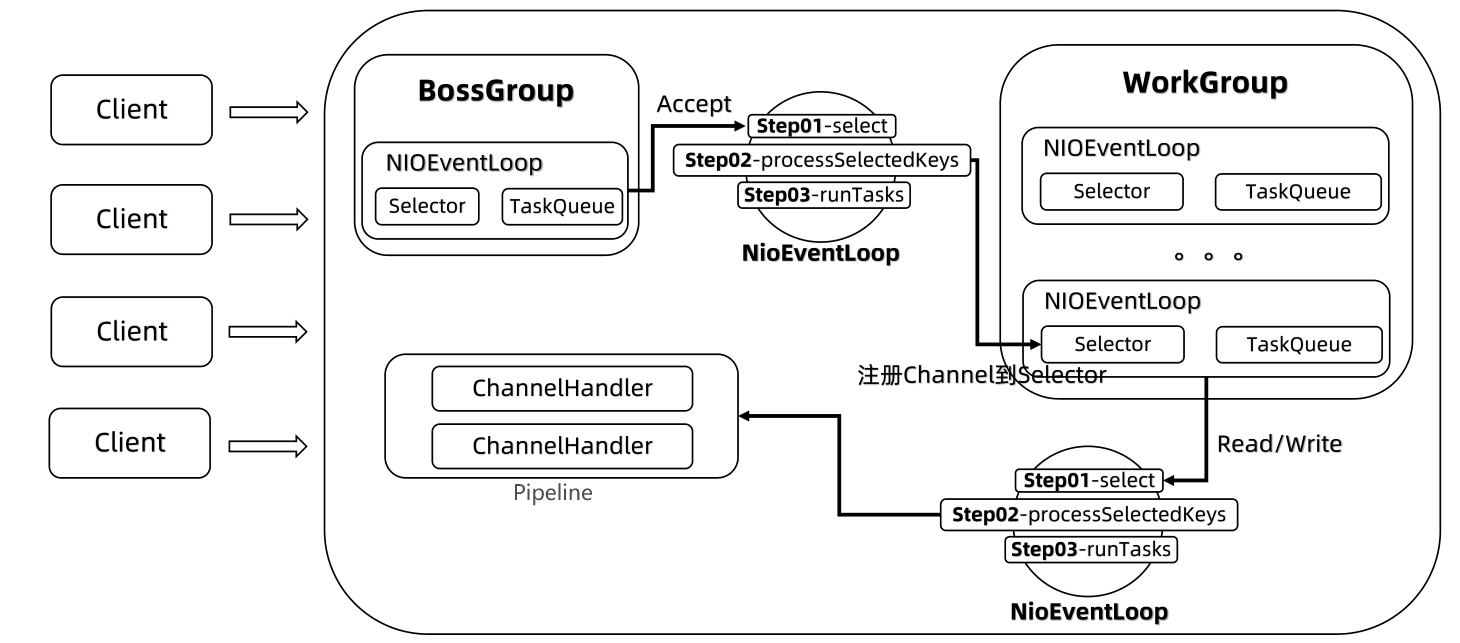 Client
Client
Client
Client
BossGroup
NIOEventLoop
Selector
TaskQueue
Accept
Step01-select
Step02-processSelectedKeys
Step03-runTasks
NioEventLoop
WorkGroup
NIOEventLoop
Selector
TaskQueue
NIOEventLoop
Selector
TaskQueue
注册Channel到Selector
Read/Write
Step01-select
Step02-processSelectedKeys
Step03-runTasks
NioEventLoop
ChannelHandler
ChannelHandler
Pipeline